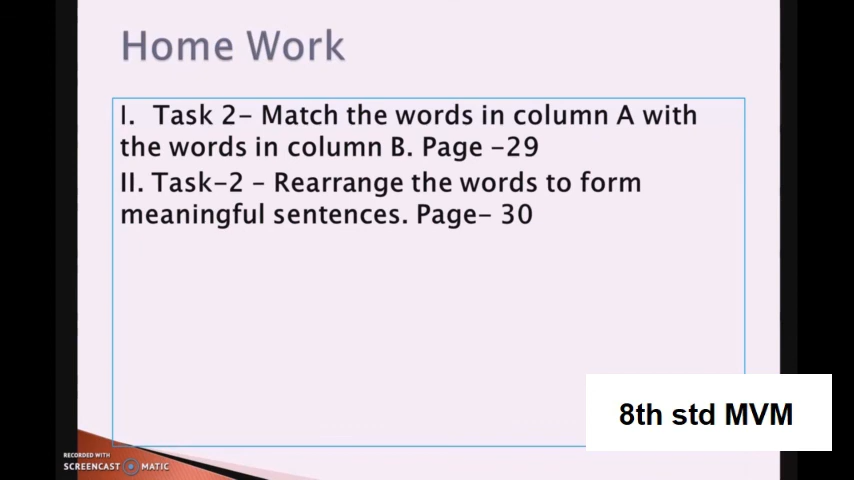 Home Work
I. Task 2- Match the words in column A with
the words in column B. Page -29
II. Task-2 - Rearrange the words to form
meaningful sentences. Page- 30
8th std MVM
RECORDED WITH
SCREENCAST MATIC